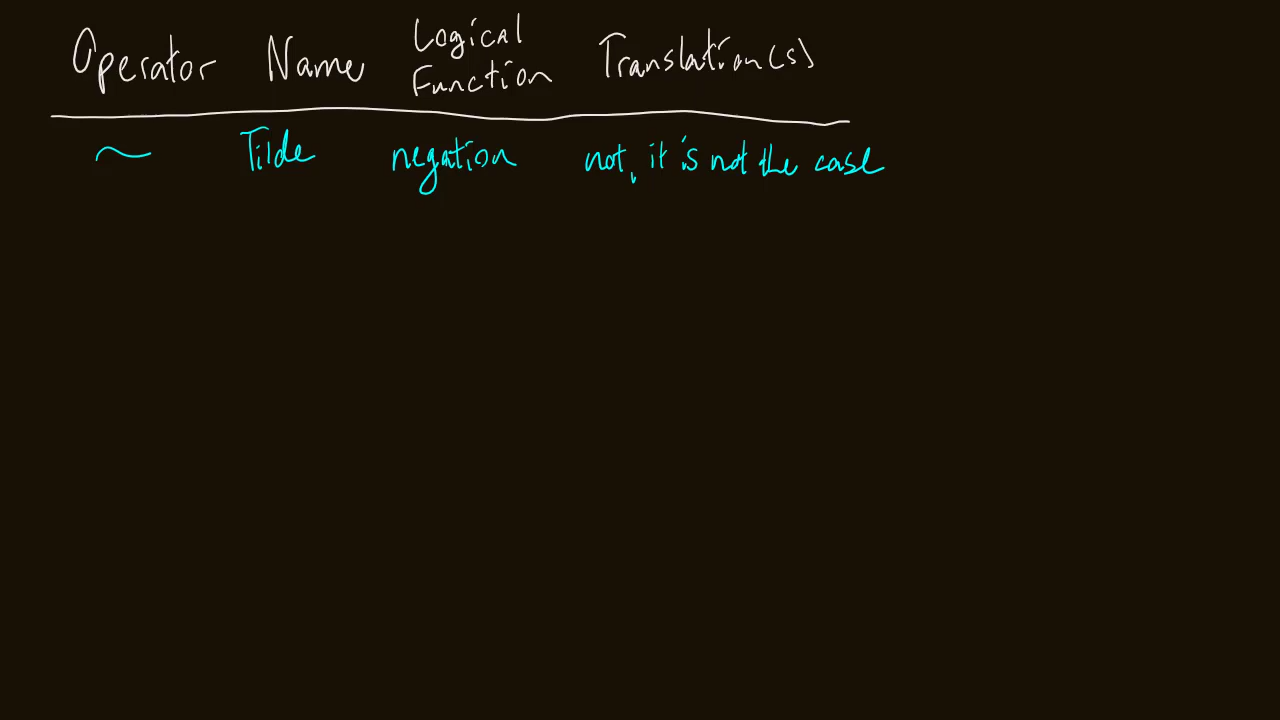 Operator Name Logical Function Translation(s)
~ Tilde negation not, it is not the case